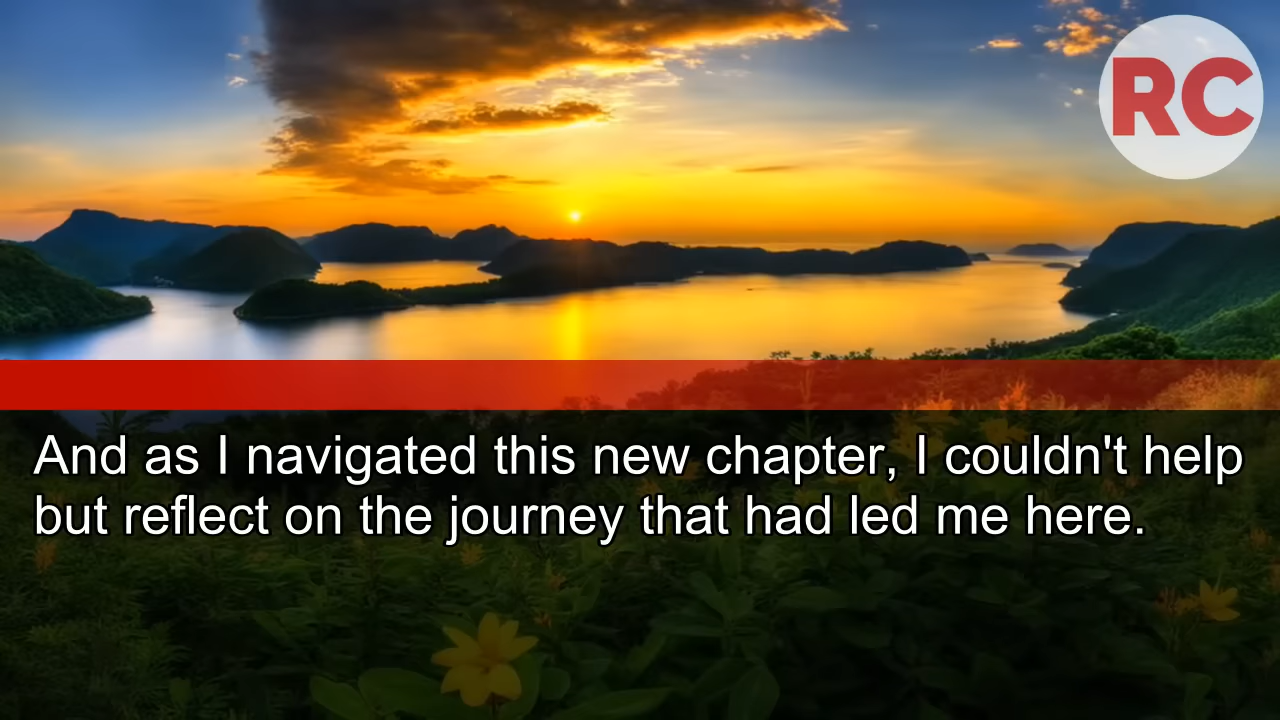 RC
And as I navigated this new chapter, I couldn't help
but reflect on the journey that had led me here.